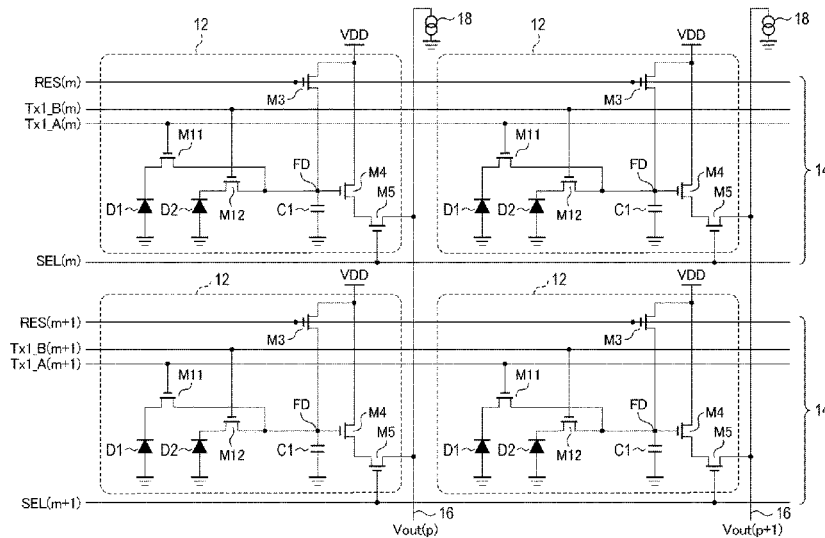 18 18
12 12
VDD VDD
RES(m)
M3 M3
Tx1_B(m)
Tx1_A(m)
M11 M11
14
FD M4 FD M4
M5 M5
D1 D2 M12 C1 D1 D2 M12 C1
SEL(m)
12 VDD 12 VDD
RES(m+1)
M3 M3
Tx1_B(m+1)
Tx1_A(m+1)
M11 M11
14
FD M4 FD M4
M5 M5
D1 D2 M12 C1 D1 D2 M12 C1
SEL(m+1)
16 16
Vout(p) Vout(p+1)